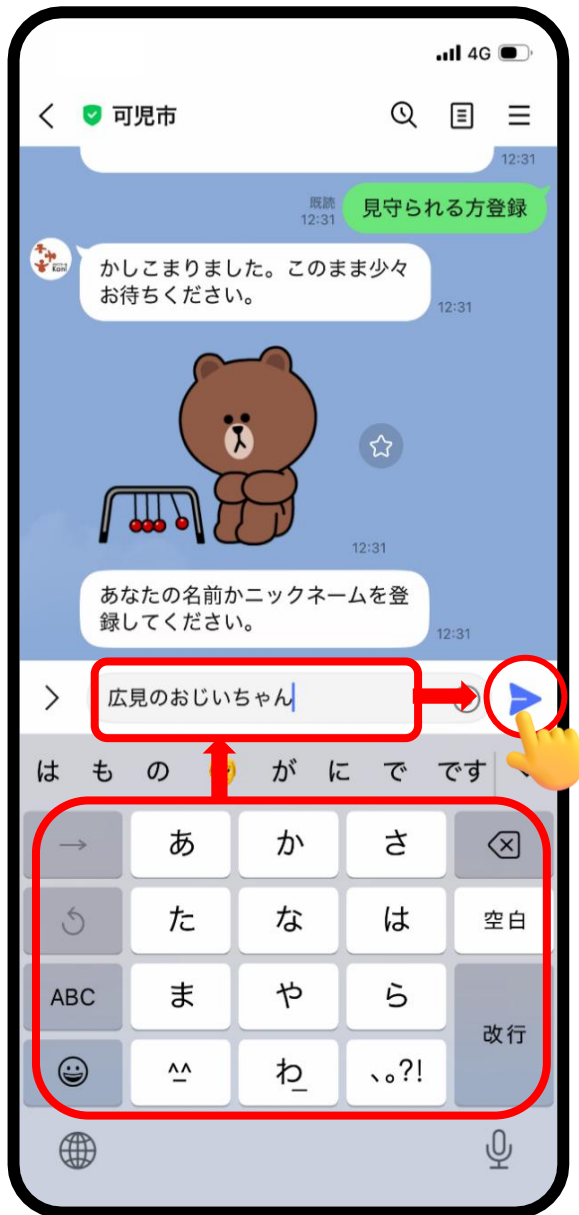 4G
可児市
12:31
既読
12:31
見守られる方登録
Kani
かしこまりました。このまま少々
お待ちください。
12:31
12:31
あなたの名前かニックネームを登
録してください。
12:31
広見のおじいちゃん
は も の が に で です
→ あ か さ
た な は 空白
ABC ま や ら
改行
^^ わ 、。?!